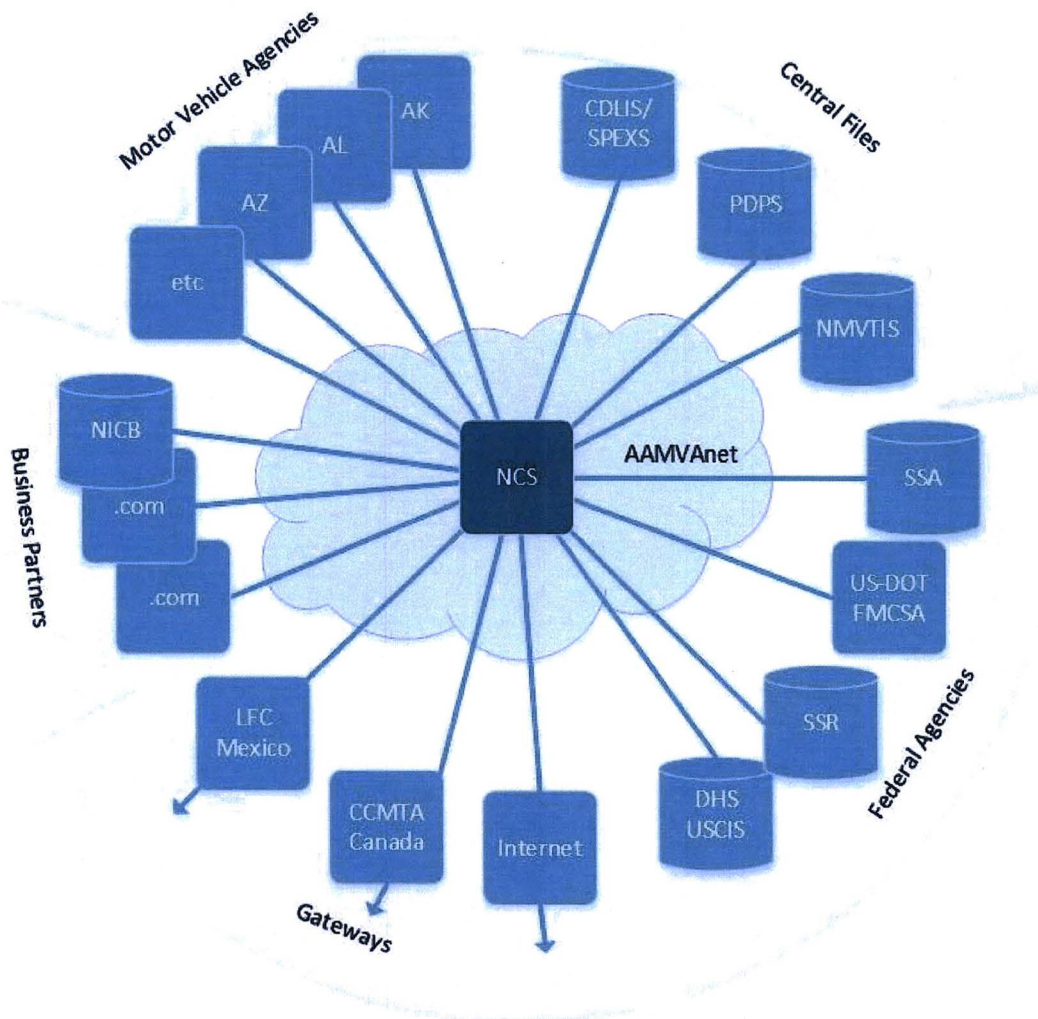 Motor Vehicle Agencies
AK
AL
AZ
etc
Central Files
CDLIS/
SPEXS
PDPS
NMVTIS
NICB
.com
.com
Business Partners
NCS
AAMVAnet
SSA
US-DOT
FMCSA
SSR
DHS
USCIS
Federal Agencies
LFC
Mexico
CCMTA
Canada
Internet
Gateways